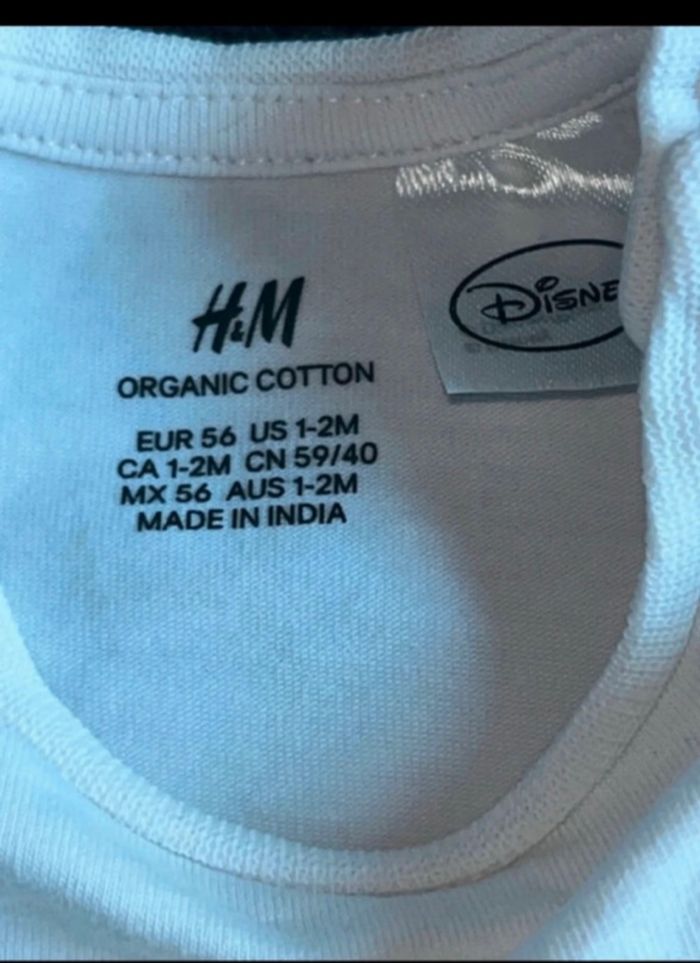 H&M
ORGANIC COTTON
EUR 56 US 1-2M
CA 1-2M CN 59/40
MX 56 AUS 1-2M
MADE IN INDIA
DISNE